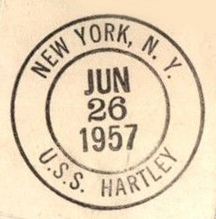 NEW YORK, N. Y.
JUN
26
1957
U.S.S. HARTLEY